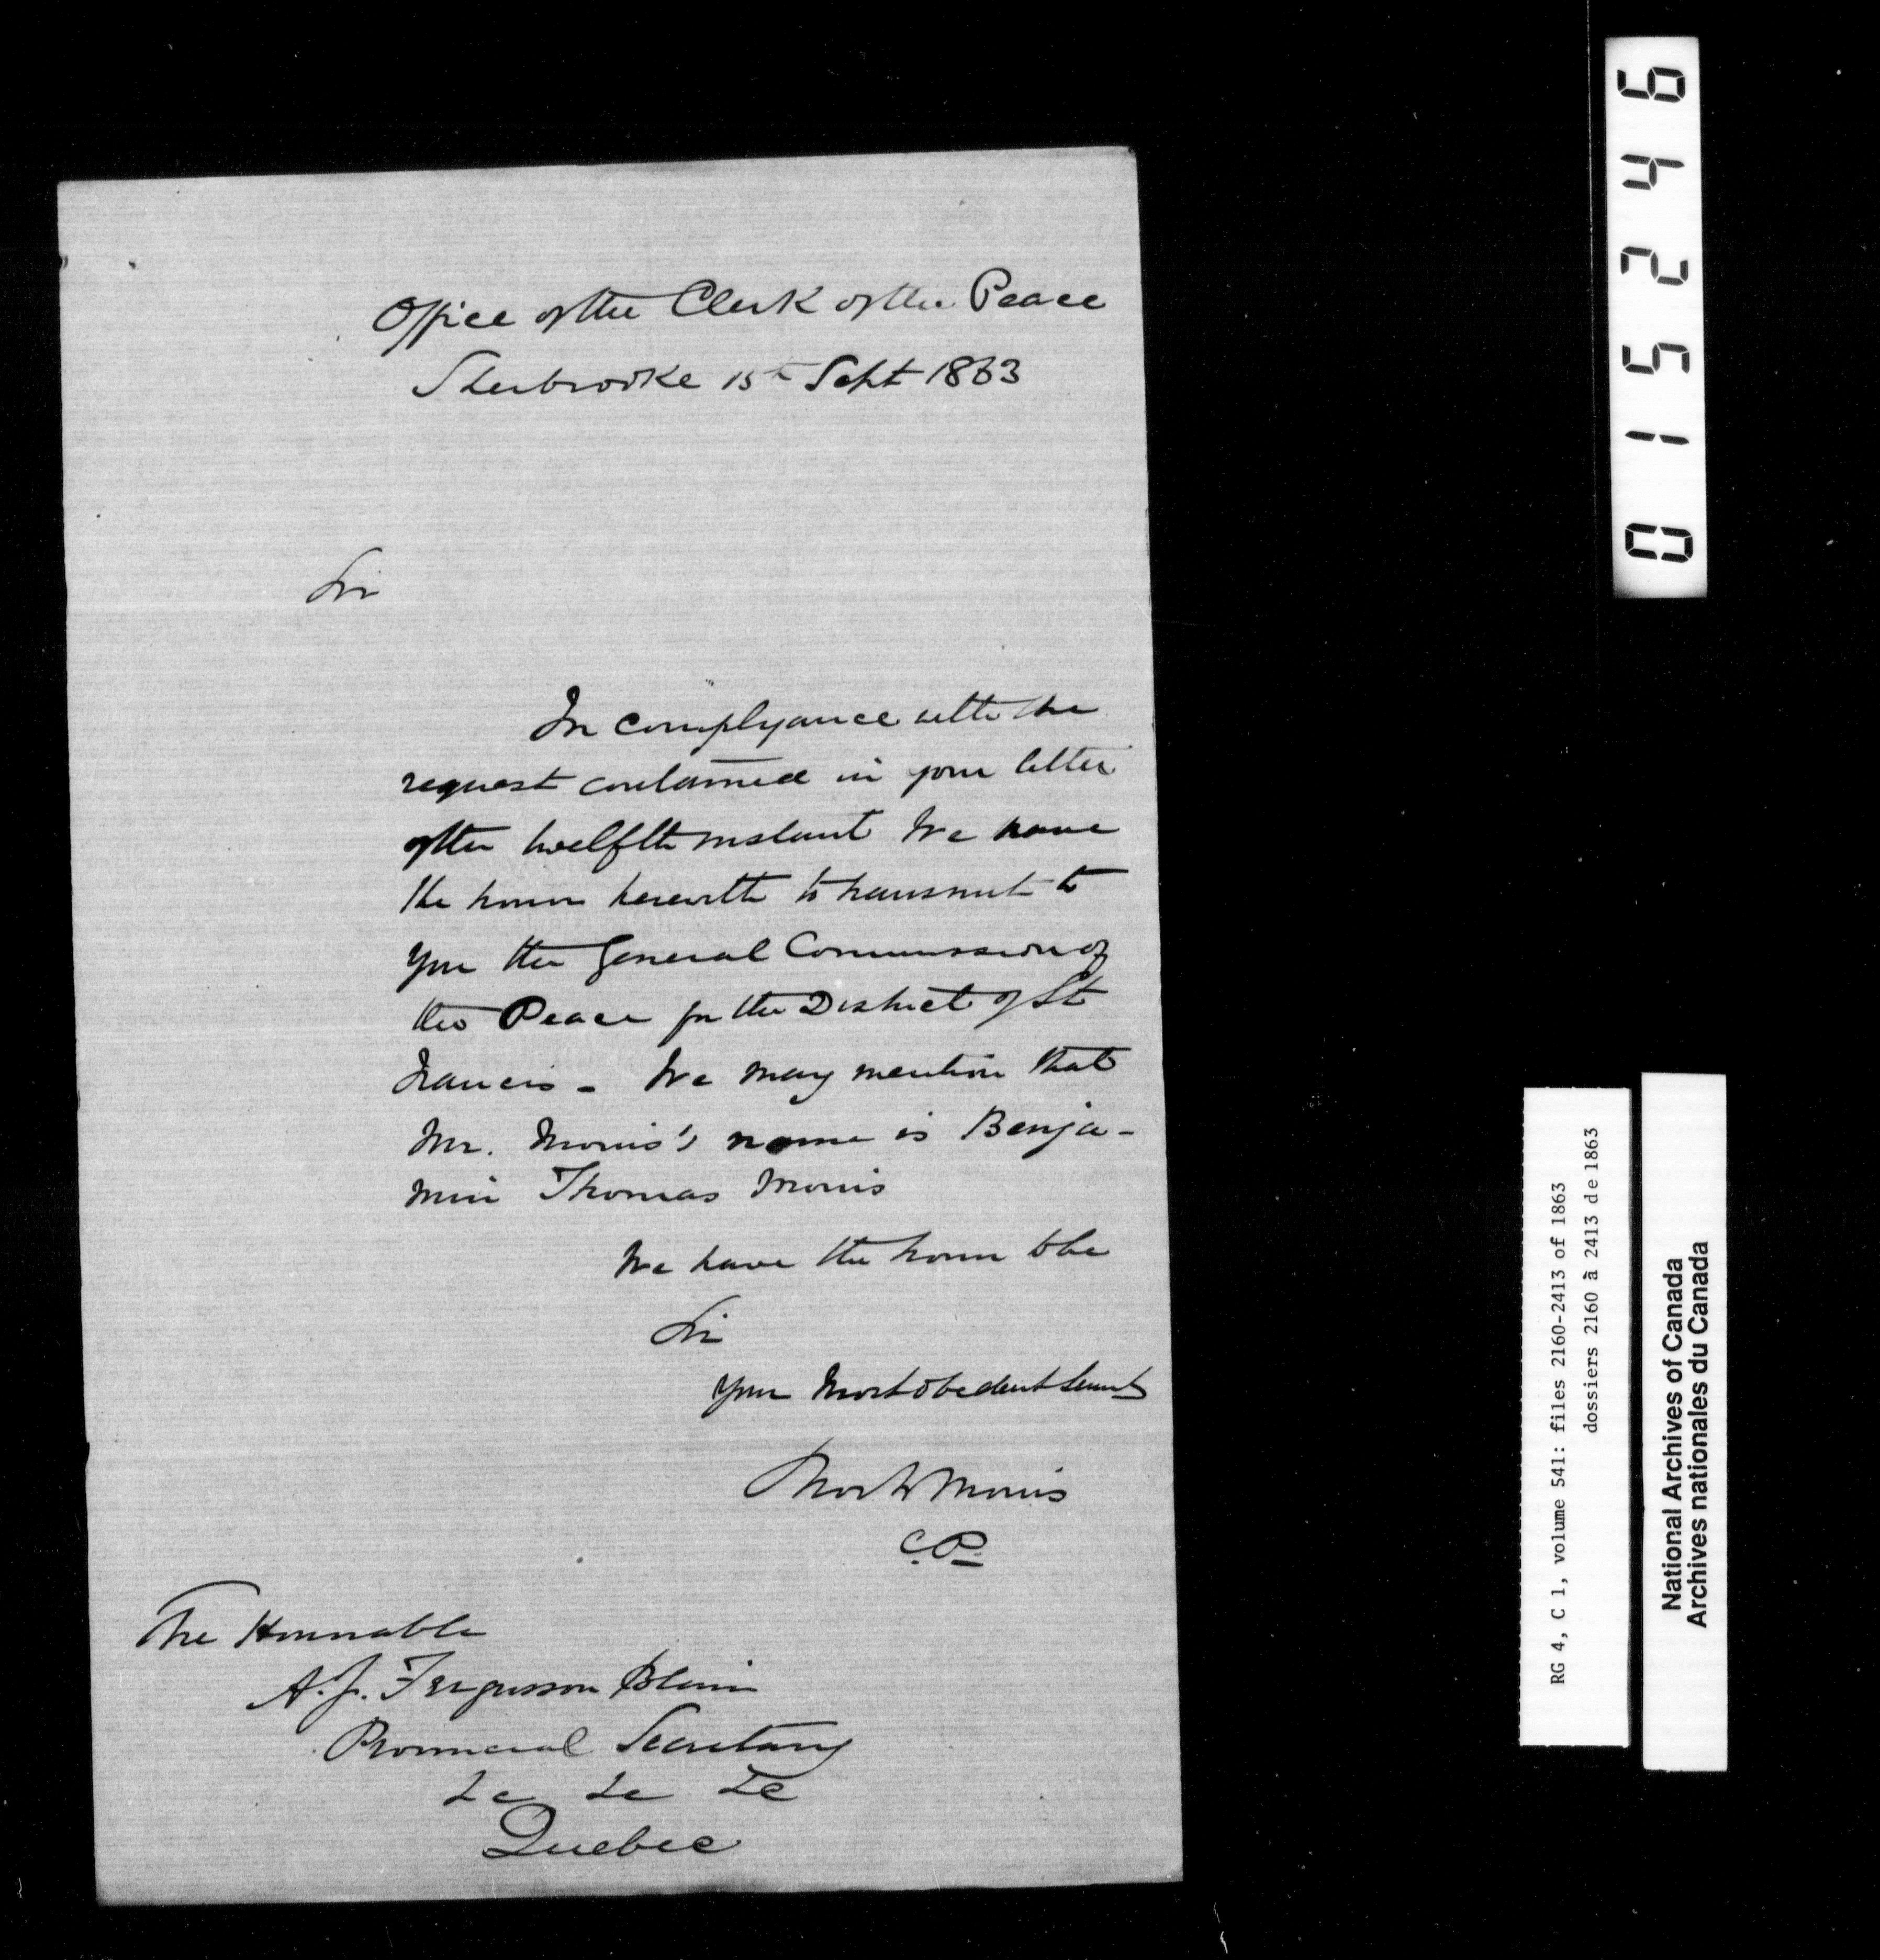 Office of the Clerk of the Peace
Sherbrooke 15th Sept 1863
Sir
In complyance with the
request contained in your letter
of the twelfth instant We have
the honor herewith to transmit to
you the General Commission of
the Peace for the District of St
Francis - We may mention that
Mr. Morris's name is Benja-
min Thomas Morris
We have the honor to be
Sir
Your Most obedient Servt
Morris
C.P.
The Honorable
A. J. Fergusson Blair
Provincial Secretary
&c &c &c
Quebec
015246
RG 4, C 1, volume 541: files 2160-2413 of 1863
dossiers 2160 à 2413 de 1863
National Archives of Canada
Archives nationales du Canada